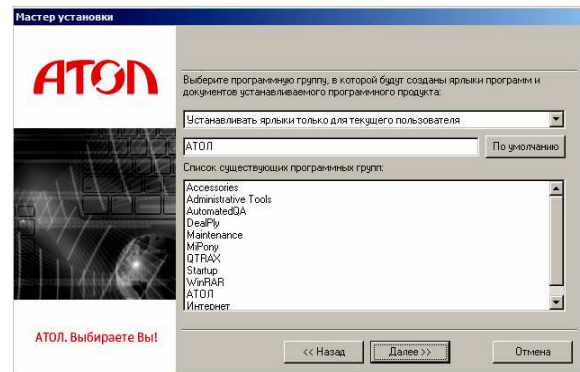 Мастер установки
АТОЛ
Выберите программную группу, в которой будут созданы ярлыки программ и
документов устанавливаемого программного продукта:
Устанавливать ярлыки только для текущего пользователя
АТОЛ
По умолчанию
Список существующих программных групп:
Accessories
Administrative Tools
AutomatedQA
DealPly
Maintenance
MiPony
QTRAX
Startup
WinRAR
АТОЛ
Интернет
АТОЛ. Выбираете Вы!
<< Назад
Далее >>
Отмена